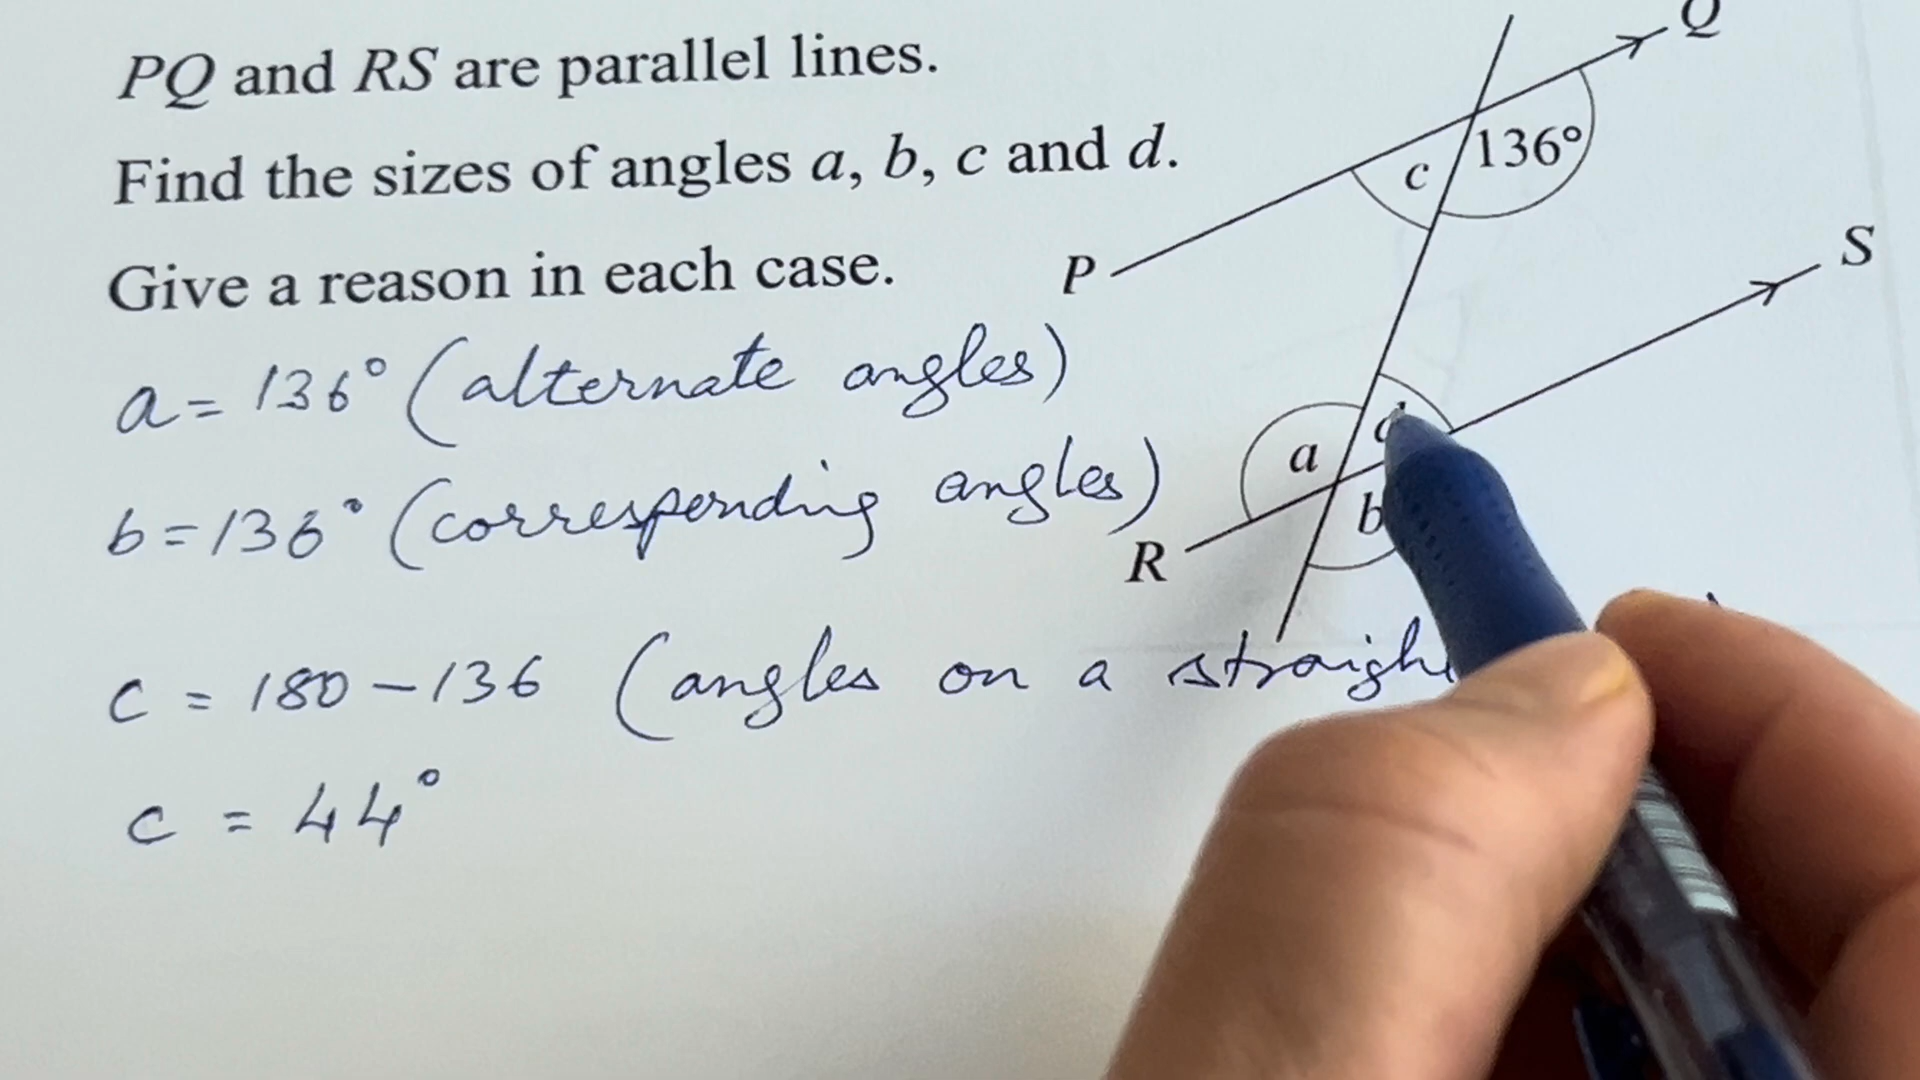 PQ and RS are parallel lines.
Find the sizes of angles a, b, c and d.
Give a reason in each case.
a = 136° (alternate angles)
b = 136° (corresponding angles)
c = 180 - 136 (angles on a
c = 44°
Q
136°
c
P
S
a
b
R